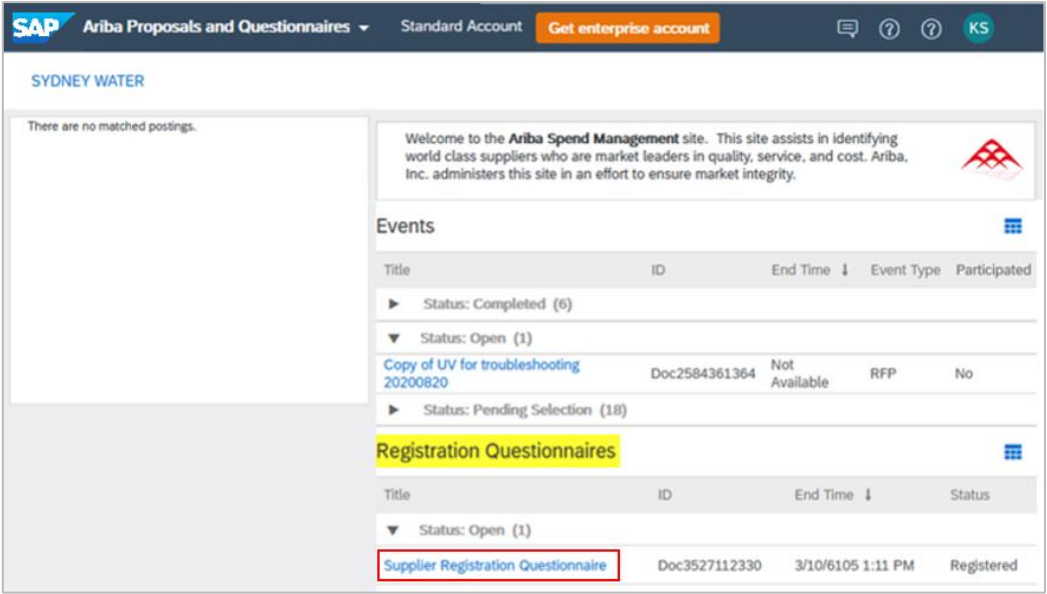 SAP Ariba Proposals and Questionnaires Standard Account Get enterprise account KS
SYDNEY WATER
There are no matched postings.
Welcome to the Ariba Spend Management site. This site assists in identifying
world class suppliers who are market leaders in quality, service, and cost. Ariba,
Inc. administers this site in an effort to ensure market integrity.
Events
Title ID End Time ↓ Event Type Participated
Status: Completed (6)
Status: Open (1)
Copy of UV for troubleshooting
20200820 Doc2584361364 Not
Available RFP No
Status: Pending Selection (18)
Registration Questionnaires
Title ID End Time ↓ Status
Status: Open (1)
Supplier Registration Questionnaire Doc3527112330 3/10/6105 1:11 PM Registered